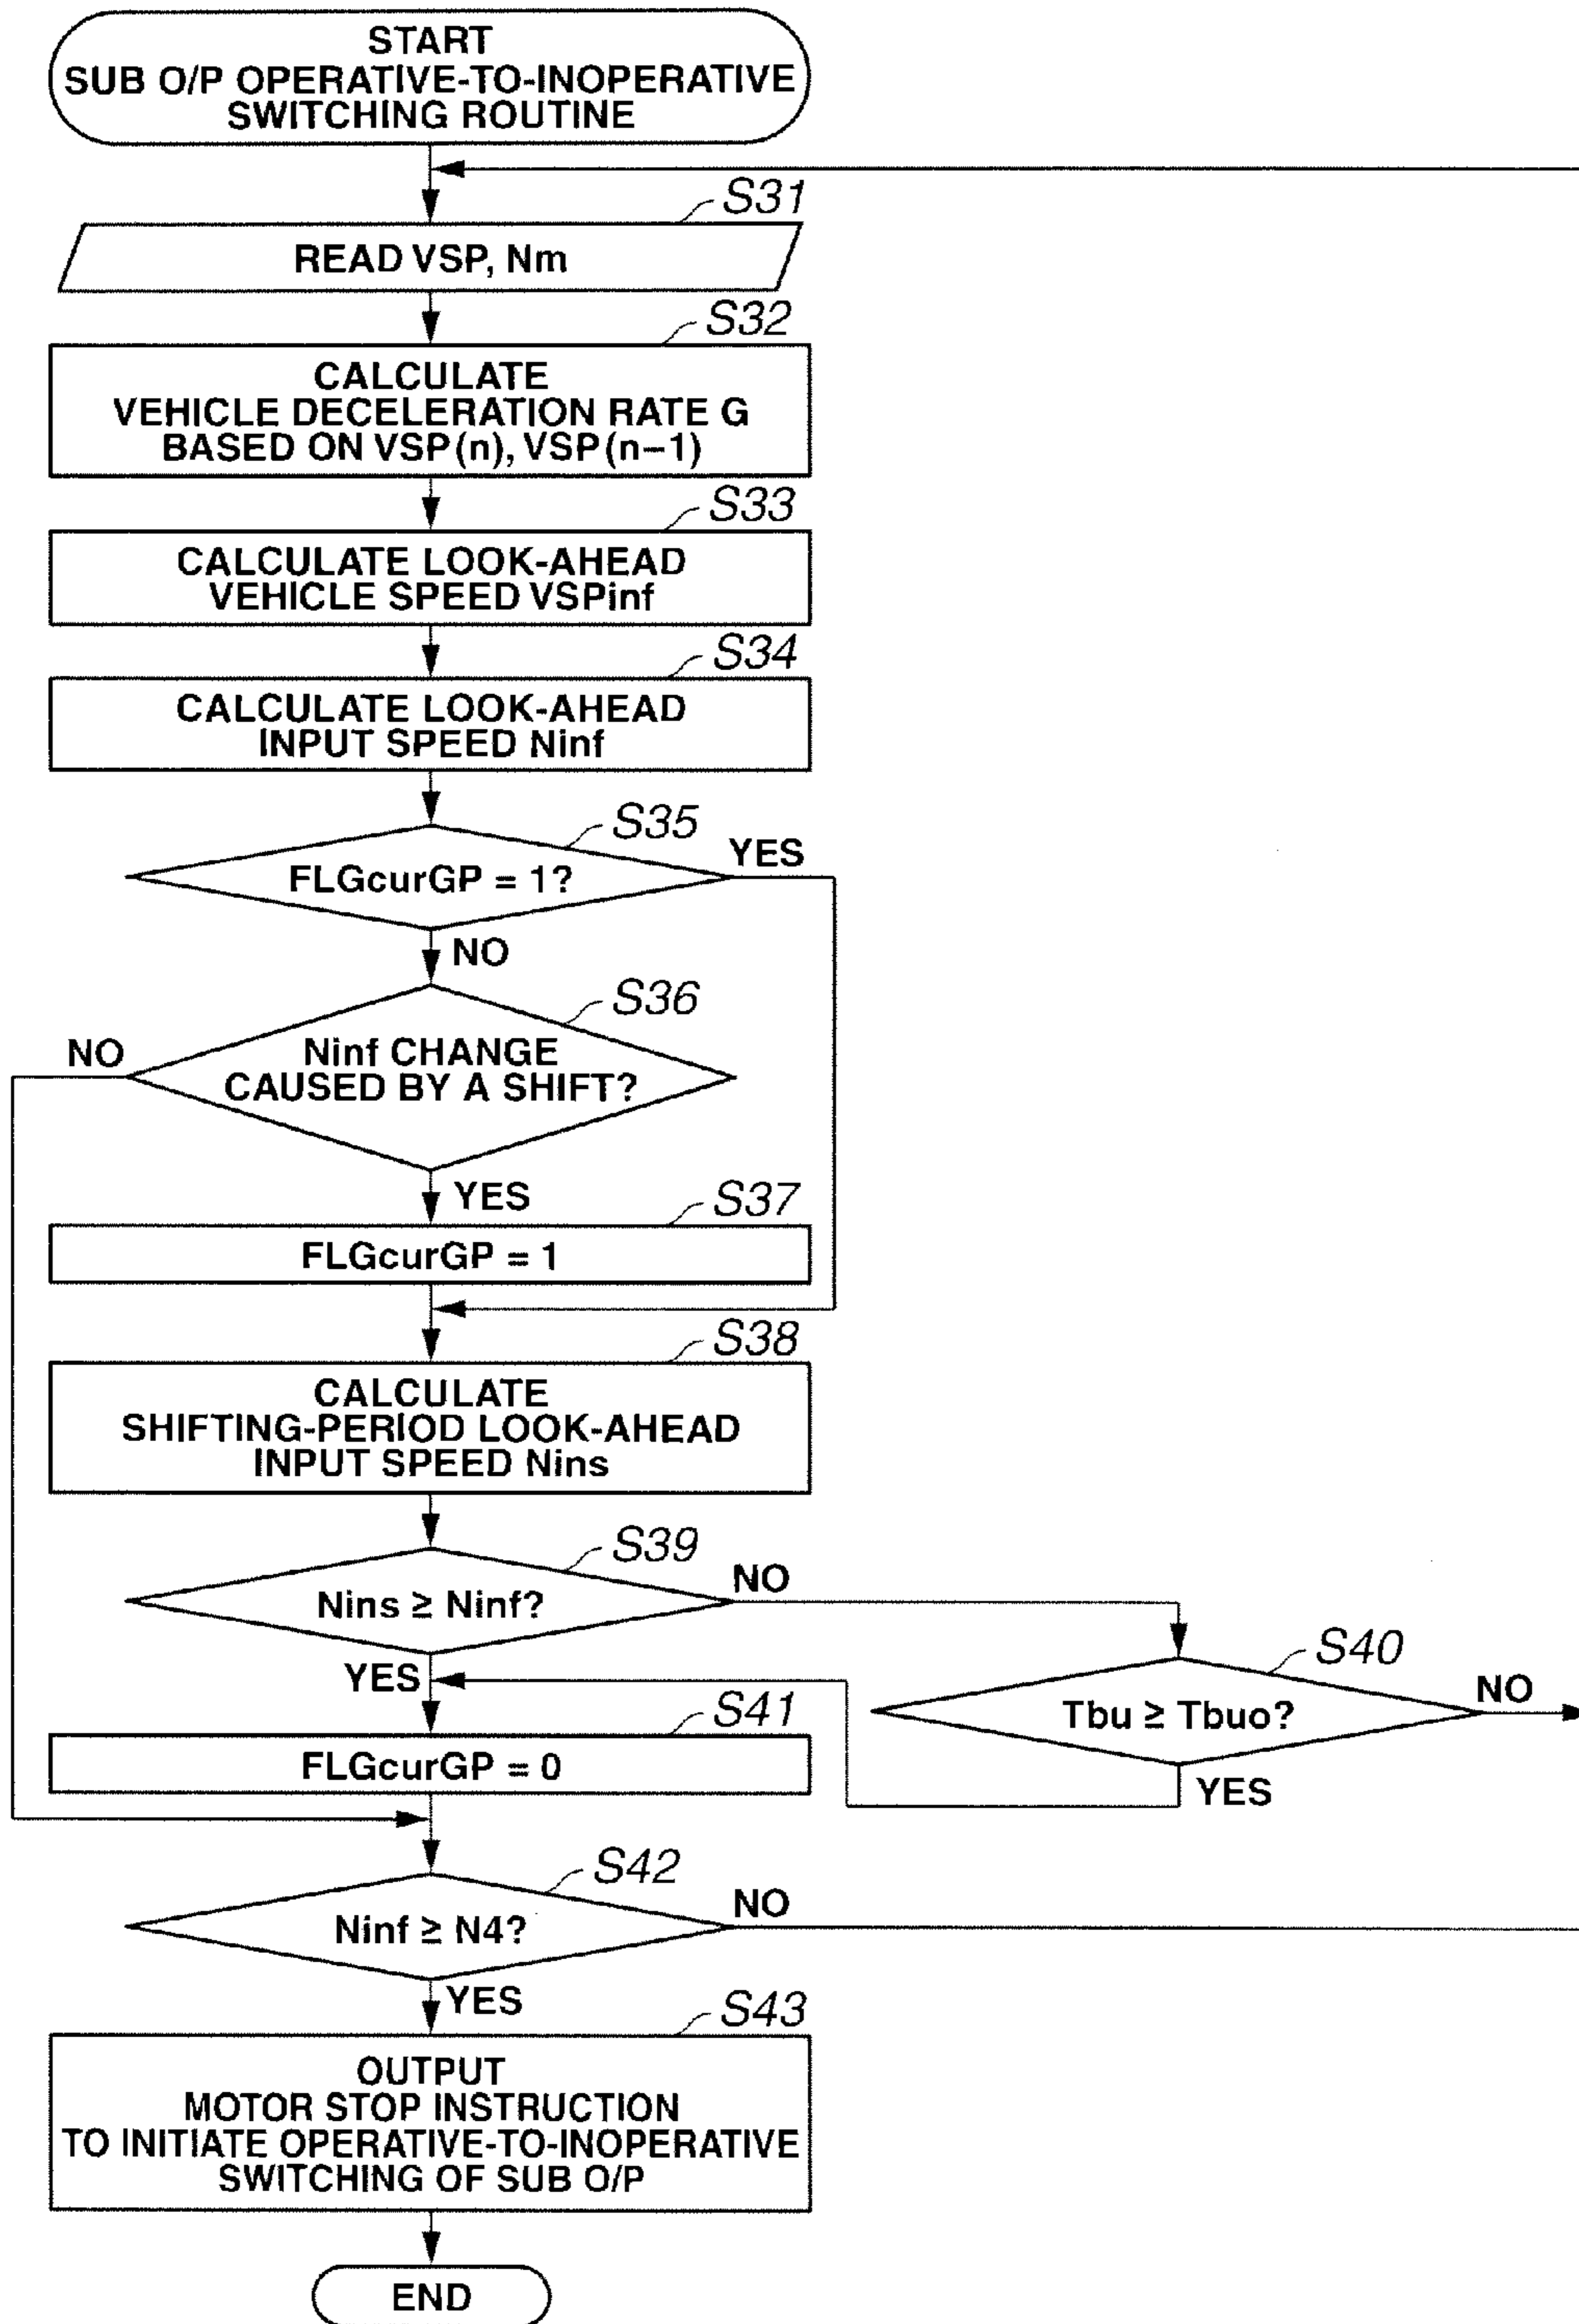 START
SUB O/P OPERATIVE-TO-INOPERATIVE
SWITCHING ROUTINE
S31
READ VSP, Nm
S32
CALCULATE
VEHICLE DECELERATION RATE G
BASED ON VSP(n), VSP(n-1)
S33
CALCULATE LOOK-AHEAD
VEHICLE SPEED VSPinf
S34
CALCULATE LOOK-AHEAD
INPUT SPEED Ninf
S35
FLGcurGP = 1?
YES
NO
S36
Ninf CHANGE
CAUSED BY A SHIFT?
NO
YES
S37
FLGcurGP = 1
S38
CALCULATE
SHIFTING-PERIOD LOOK-AHEAD
INPUT SPEED Nins
S39
Nins ≥ Ninf?
NO
YES
S40
Tbu ≥ Tbuo?
NO
YES
S41
FLGcurGP = 0
S42
Ninf ≥ N4?
NO
YES
S43
OUTPUT
MOTOR STOP INSTRUCTION
TO INITIATE OPERATIVE-TO-INOPERATIVE
SWITCHING OF SUB O/P
END